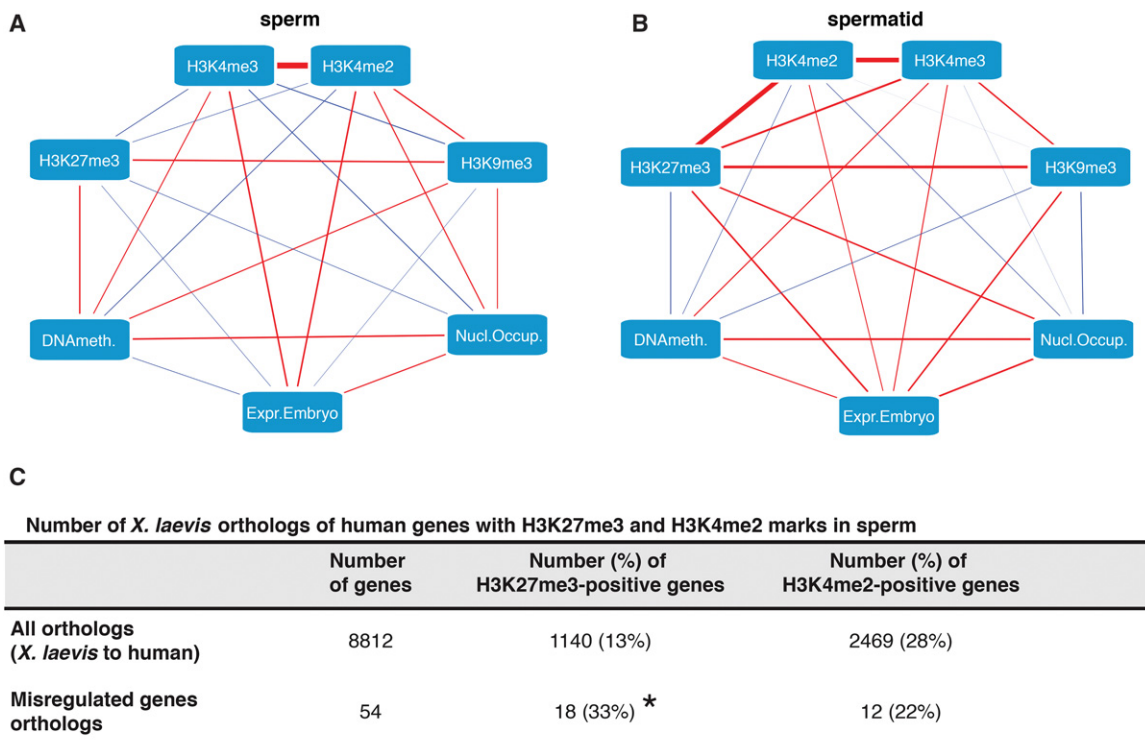 A
sperm
H3K4me3
H3K4me2
H3K27me3
H3K9me3
DNAmeth.
Nucl.Occup.
Expr.Embryo
B
spermatid
H3K4me2
H3K4me3
H3K27me3
H3K9me3
DNAmeth.
Nucl.Occup.
Expr.Embryo
C
Number of X. laevis orthologs of human genes with H3K27me3 and H3K4me2 marks in sperm
Number of genes
Number (%) of H3K27me3-positive genes
Number (%) of H3K4me2-positive genes
All orthologs (X. laevis to human)
8812
1140 (13%)
2469 (28%)
Misregulated genes orthologs
54
18 (33%) *
12 (22%)